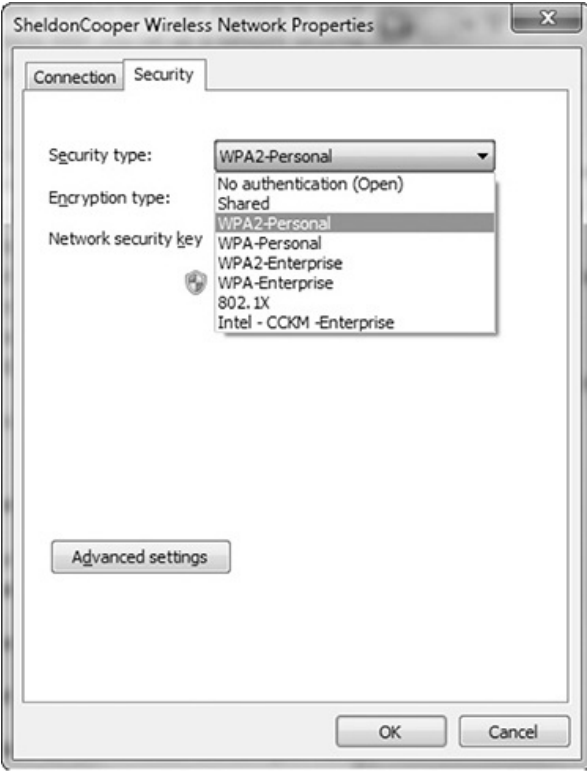 SheldonCooper Wireless Network Properties
Connection
Security
Security type:
WPA2-Personal
No authentication (Open)
Encryption type:
Shared
WPA2-Personal
Network security key
WPA-Personal
WPA2-Enterprise
WPA-Enterprise
802.1X
Intel - CCKM -Enterprise
Advanced settings
OK
Cancel